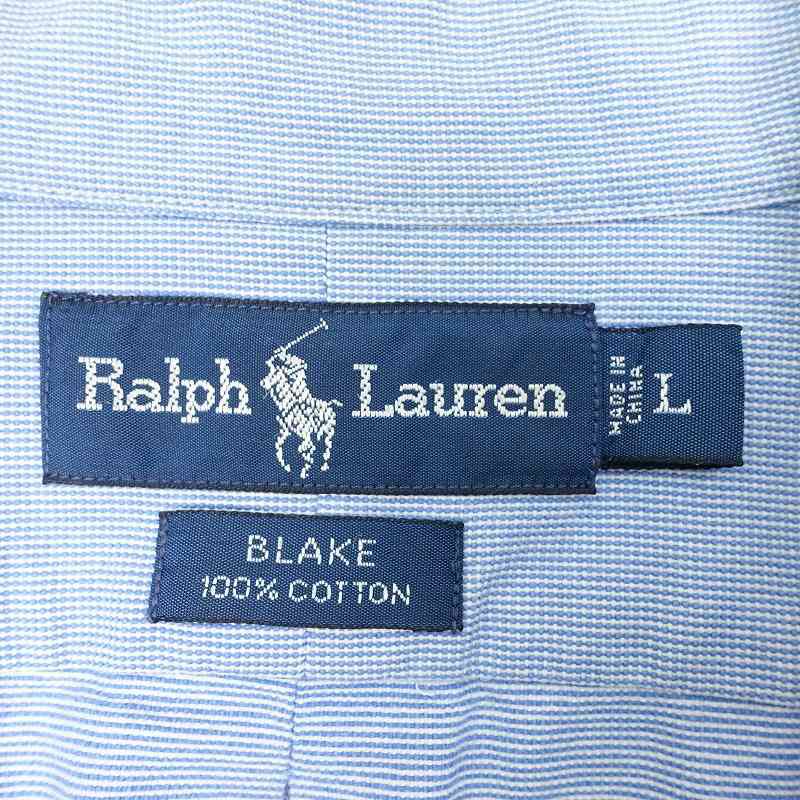 Ralph Lauren
MADE IN
CHINA
L
BLAKE
100% COTTON